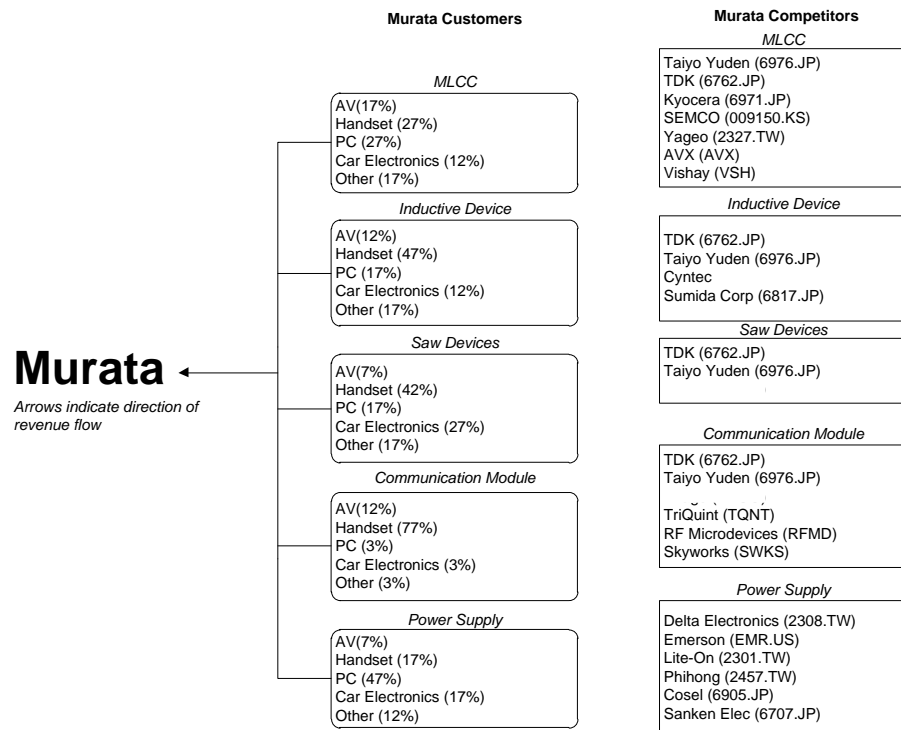 Murata Customers
Murata Competitors
MLCC
AV(17%)
Handset (27%)
PC (27%)
Car Electronics (12%)
Other (17%)
Inductive Device
AV(12%)
Handset (47%)
PC (17%)
Car Electronics (12%)
Other (17%)
Saw Devices
AV(7%)
Handset (42%)
PC (17%)
Car Electronics (27%)
Other (17%)
Communication Module
AV(12%)
Handset (77%)
PC (3%)
Car Electronics (3%)
Other (3%)
Power Supply
AV(7%)
Handset (17%)
PC (47%)
Car Electronics (17%)
Other (12%)
Murata
Arrows indicate direction of
revenue flow
MLCC
Taiyo Yuden (6976.JP)
TDK (6762.JP)
Kyocera (6971.JP)
SEMCO (009150.KS)
Yageo (2327.TW)
AVX (AVX)
Vishay (VSH)
Inductive Device
TDK (6762.JP)
Taiyo Yuden (6976.JP)
Cyntec
Sumida Corp (6817.JP)
Saw Devices
TDK (6762.JP)
Taiyo Yuden (6976.JP)
Communication Module
TDK (6762.JP)
Taiyo Yuden (6976.JP)
TriQuint (TQNT)
RF Microdevices (RFMD)
Skyworks (SWKS)
Power Supply
Delta Electronics (2308.TW)
Emerson (EMR.US)
Lite-On (2301.TW)
Phihong (2457.TW)
Cosel (6905.JP)
Sanken Elec (6707.JP)